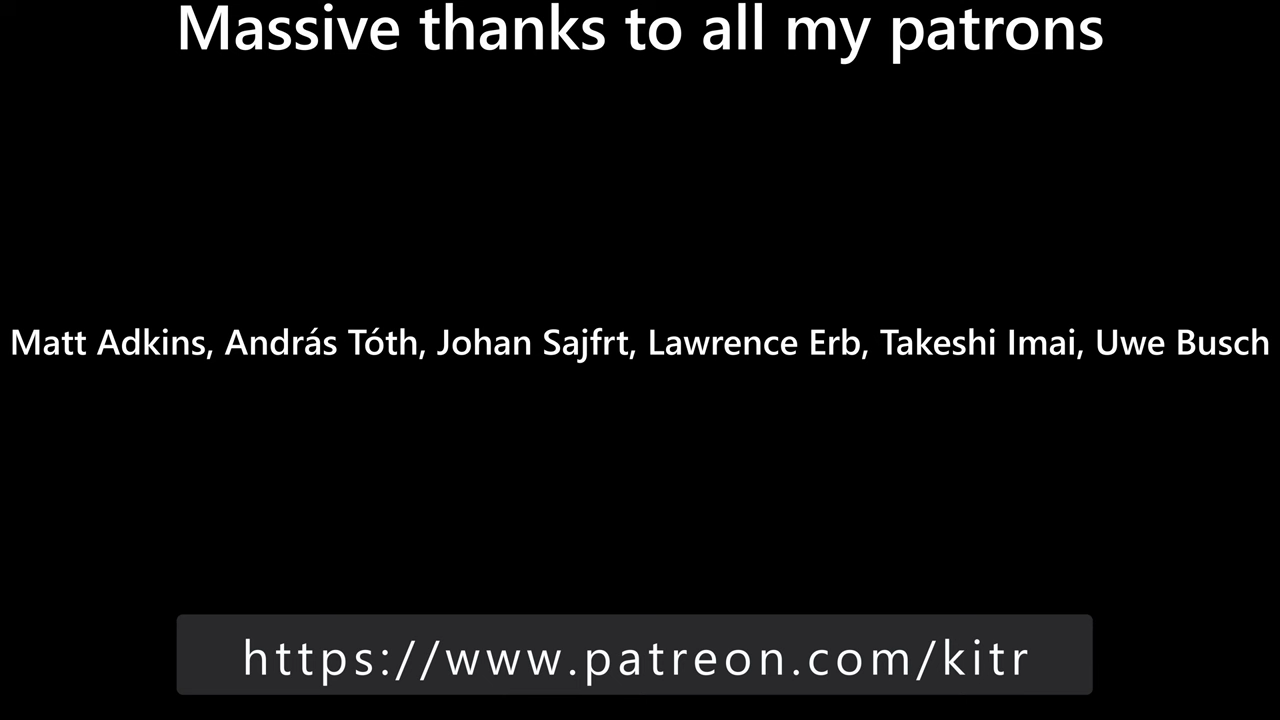 Massive thanks to all my patrons
Matt Adkins, András Tóth, Johan Sajfrt, Lawrence Erb, Takeshi Imai, Uwe Busch
https://www.patreon.com/kitr